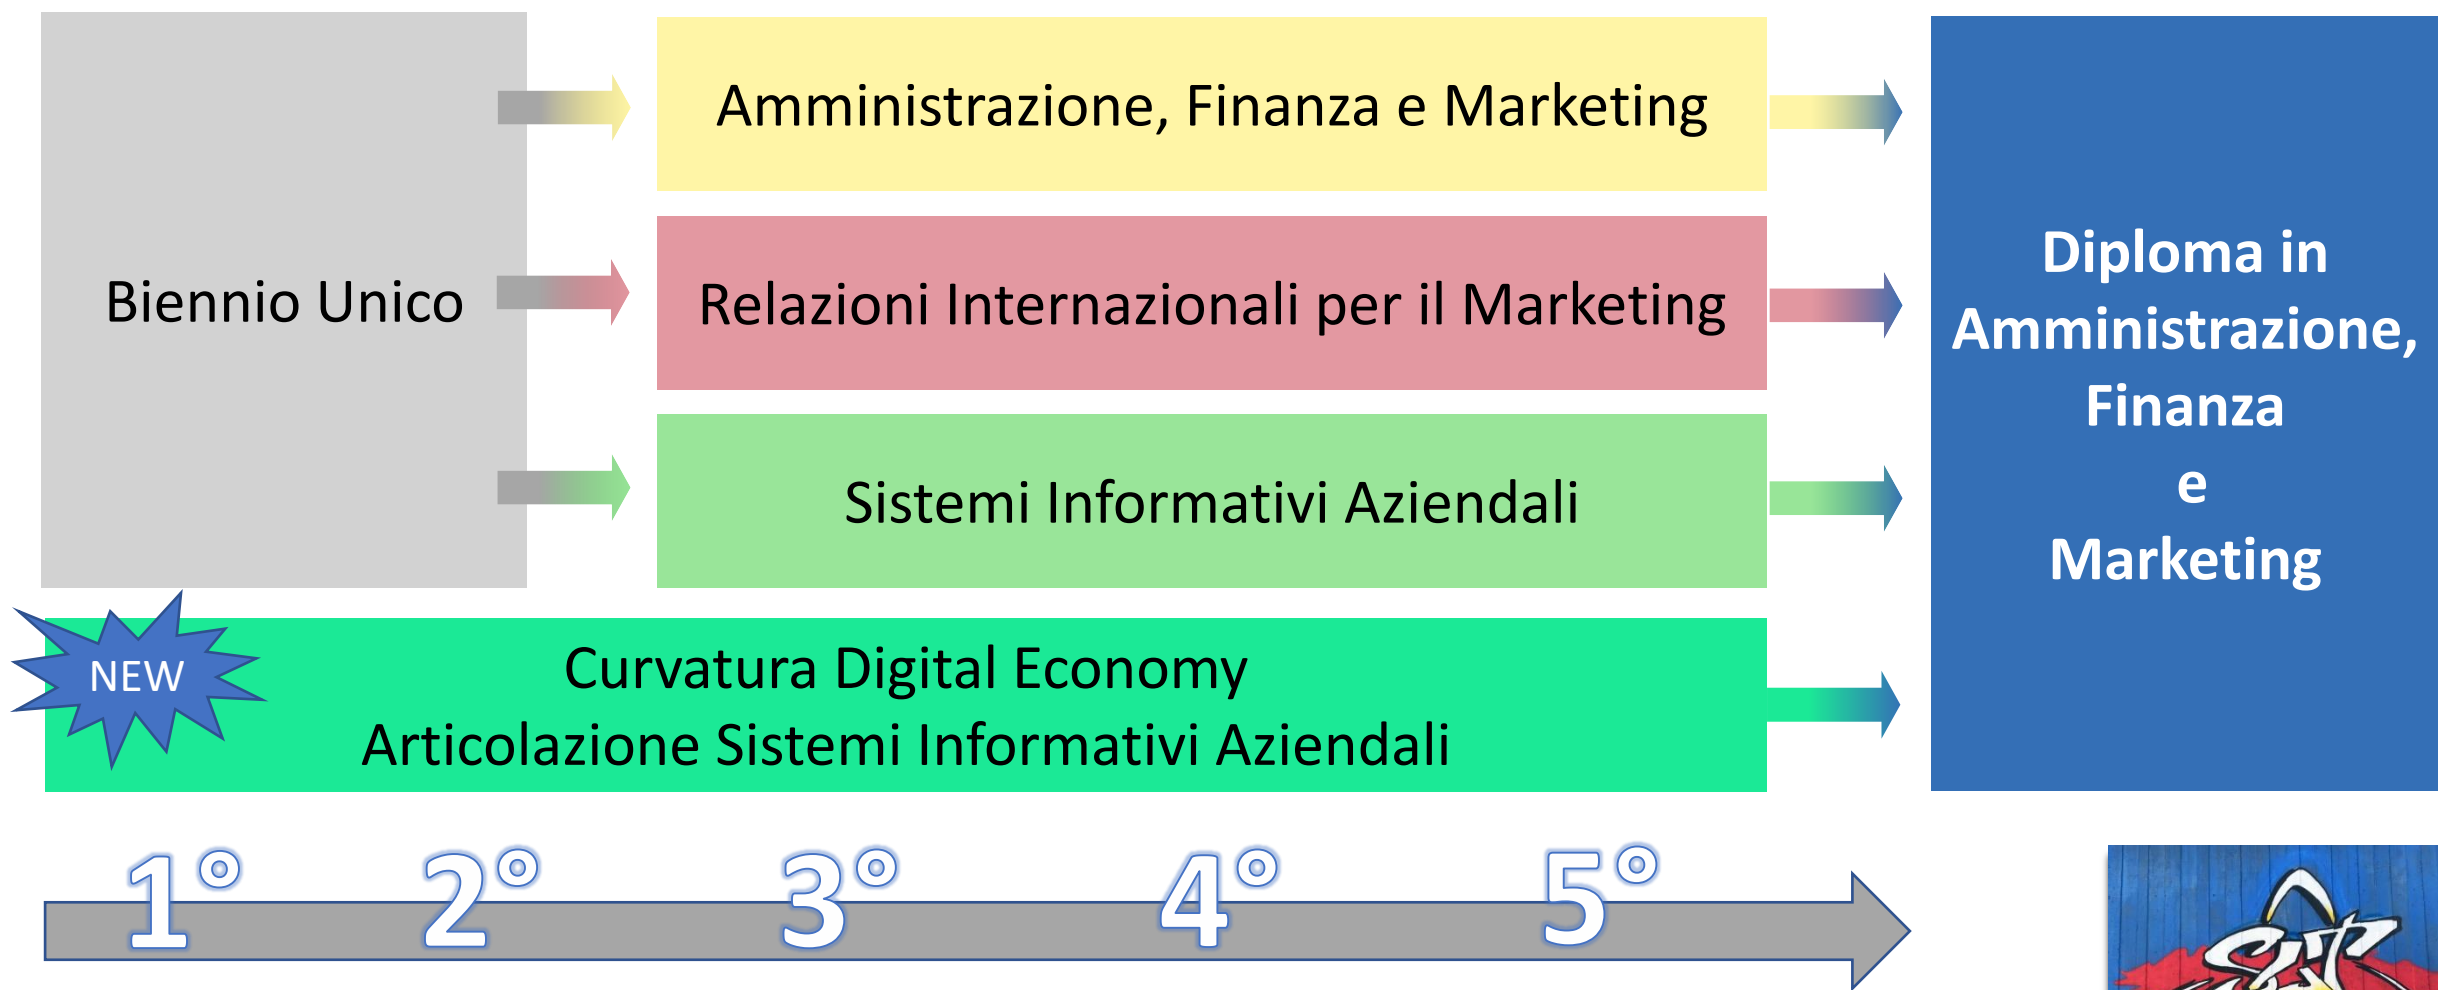 Biennio Unico
Amministrazione, Finanza e Marketing
Relazioni Internazionali per il Marketing
Sistemi Informativi Aziendali
NEW
Curvatura Digital Economy
Articolazione Sistemi Informativi Aziendali
Diploma in
Amministrazione,
Finanza
e
Marketing
1° 2° 3° 4° 5°